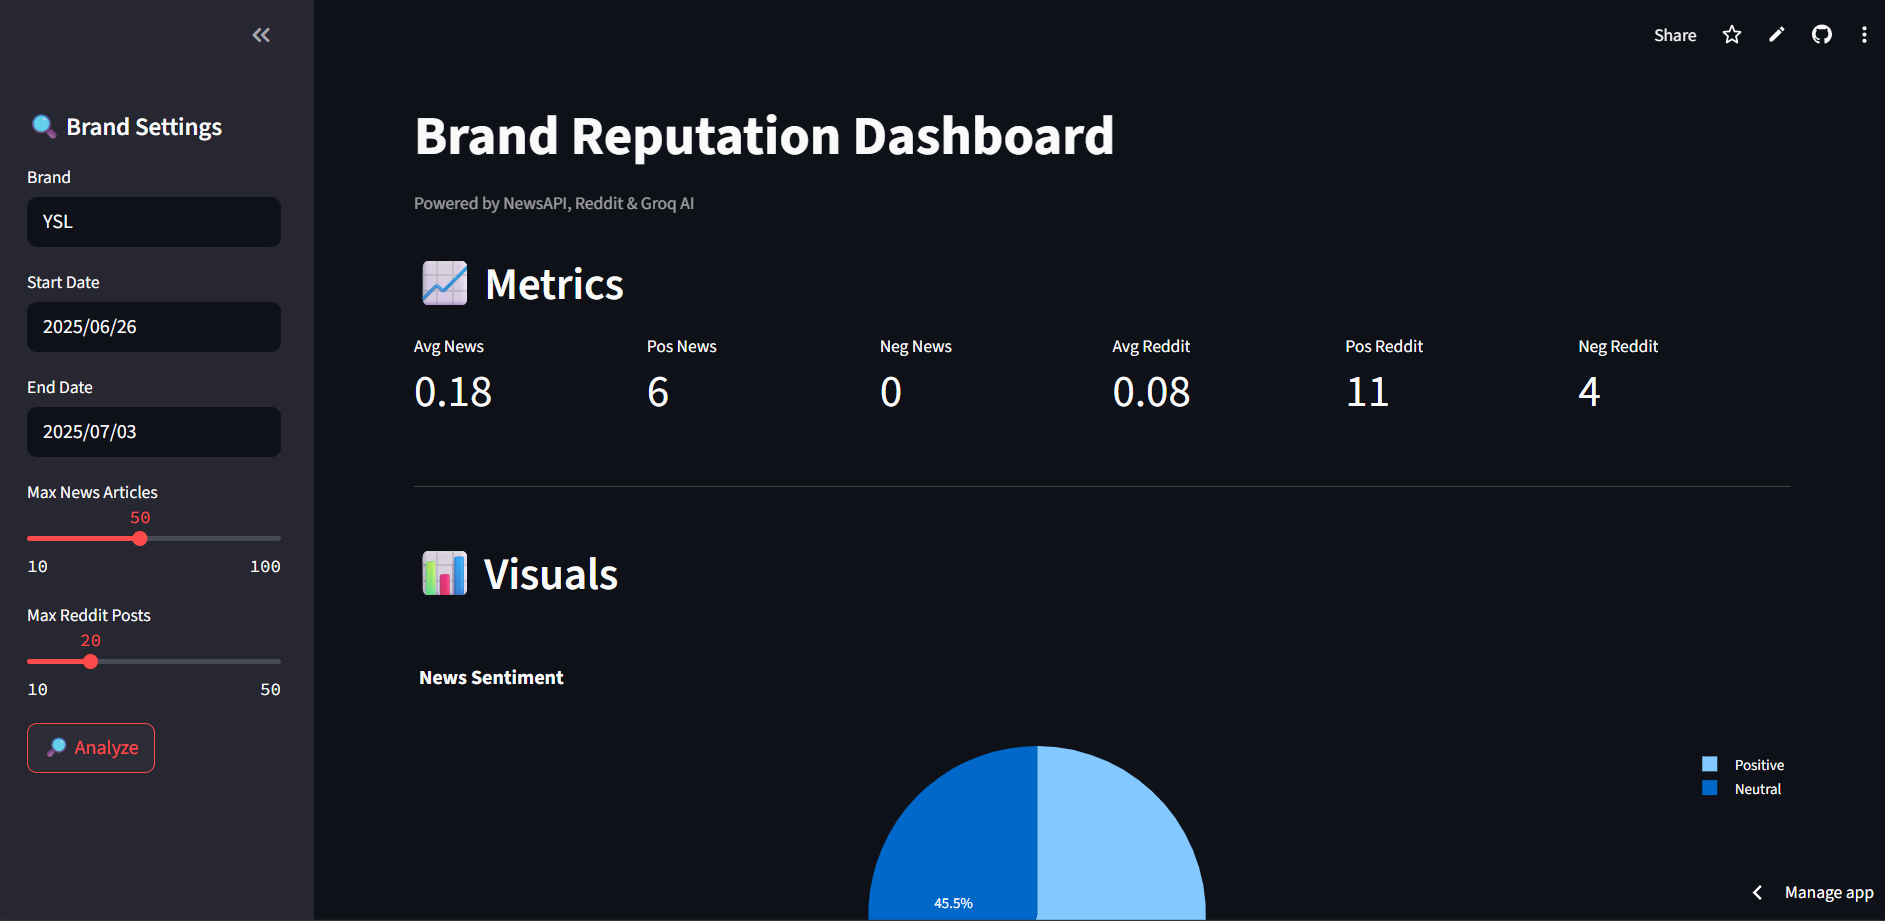 Share
🔍 Brand Settings
Brand
YSL
Start Date
2025/06/26
End Date
2025/07/03
Max News Articles
50
10 100
Max Reddit Posts
20
10 50
🔎 Analyze
Brand Reputation Dashboard
Powered by NewsAPI, Reddit & Groq AI
📈 Metrics
Avg News Pos News Neg News Avg Reddit Pos Reddit Neg Reddit
0.18 6 0 0.08 11 4
📊 Visuals
News Sentiment
Positive
Neutral
45.5%
Manage app